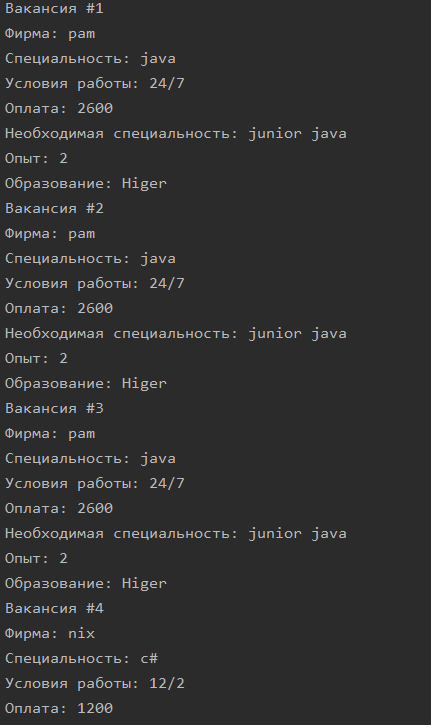 Вакансия #1
Фирма: pam
Специальность: java
Условия работы: 24/7
Оплата: 2600
Необходимая специальность: junior java
Опыт: 2
Образование: Higer
Вакансия #2
Фирма: pam
Специальность: java
Условия работы: 24/7
Оплата: 2600
Необходимая специальность: junior java
Опыт: 2
Образование: Higer
Вакансия #3
Фирма: pam
Специальность: java
Условия работы: 24/7
Оплата: 2600
Необходимая специальность: junior java
Опыт: 2
Образование: Higer
Вакансия #4
Фирма: nix
Специальность: c#
Условия работы: 12/2
Оплата: 1200